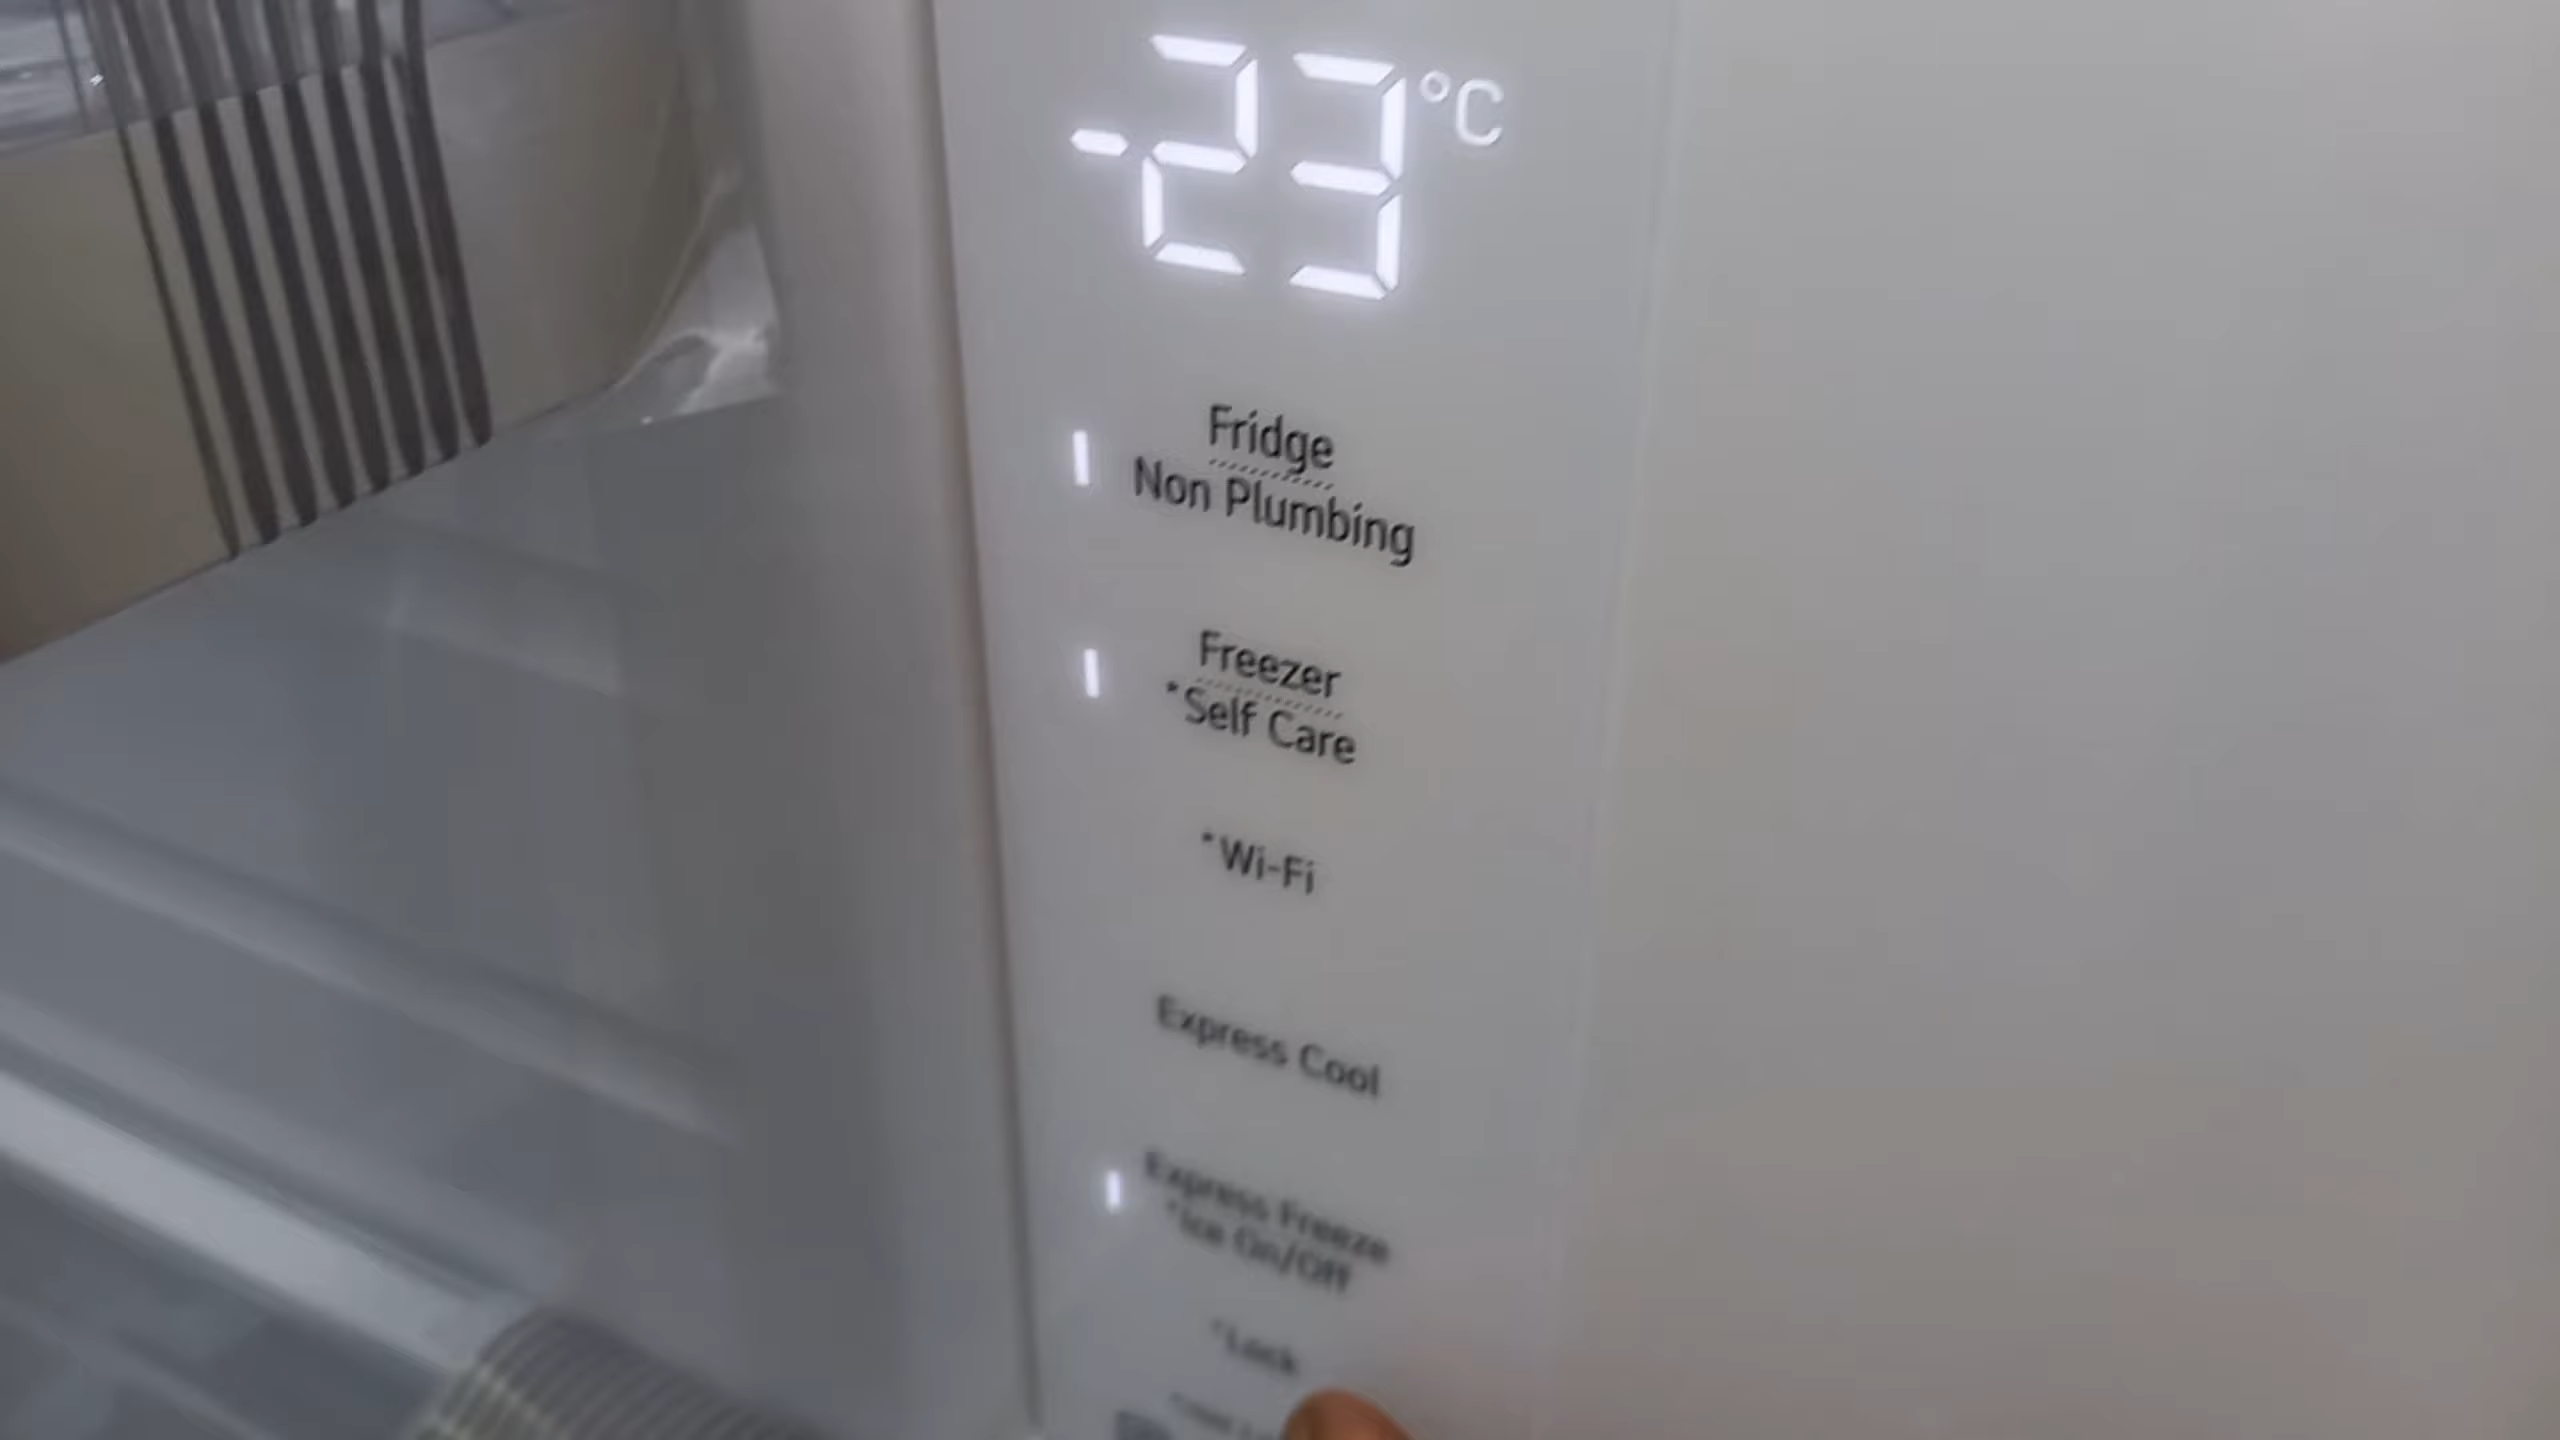 -23 °C
Fridge
Non Plumbing
Freezer
*Self Care
*Wi-Fi
Express Cool
Express Freeze
*Ice On/Off
*Lock